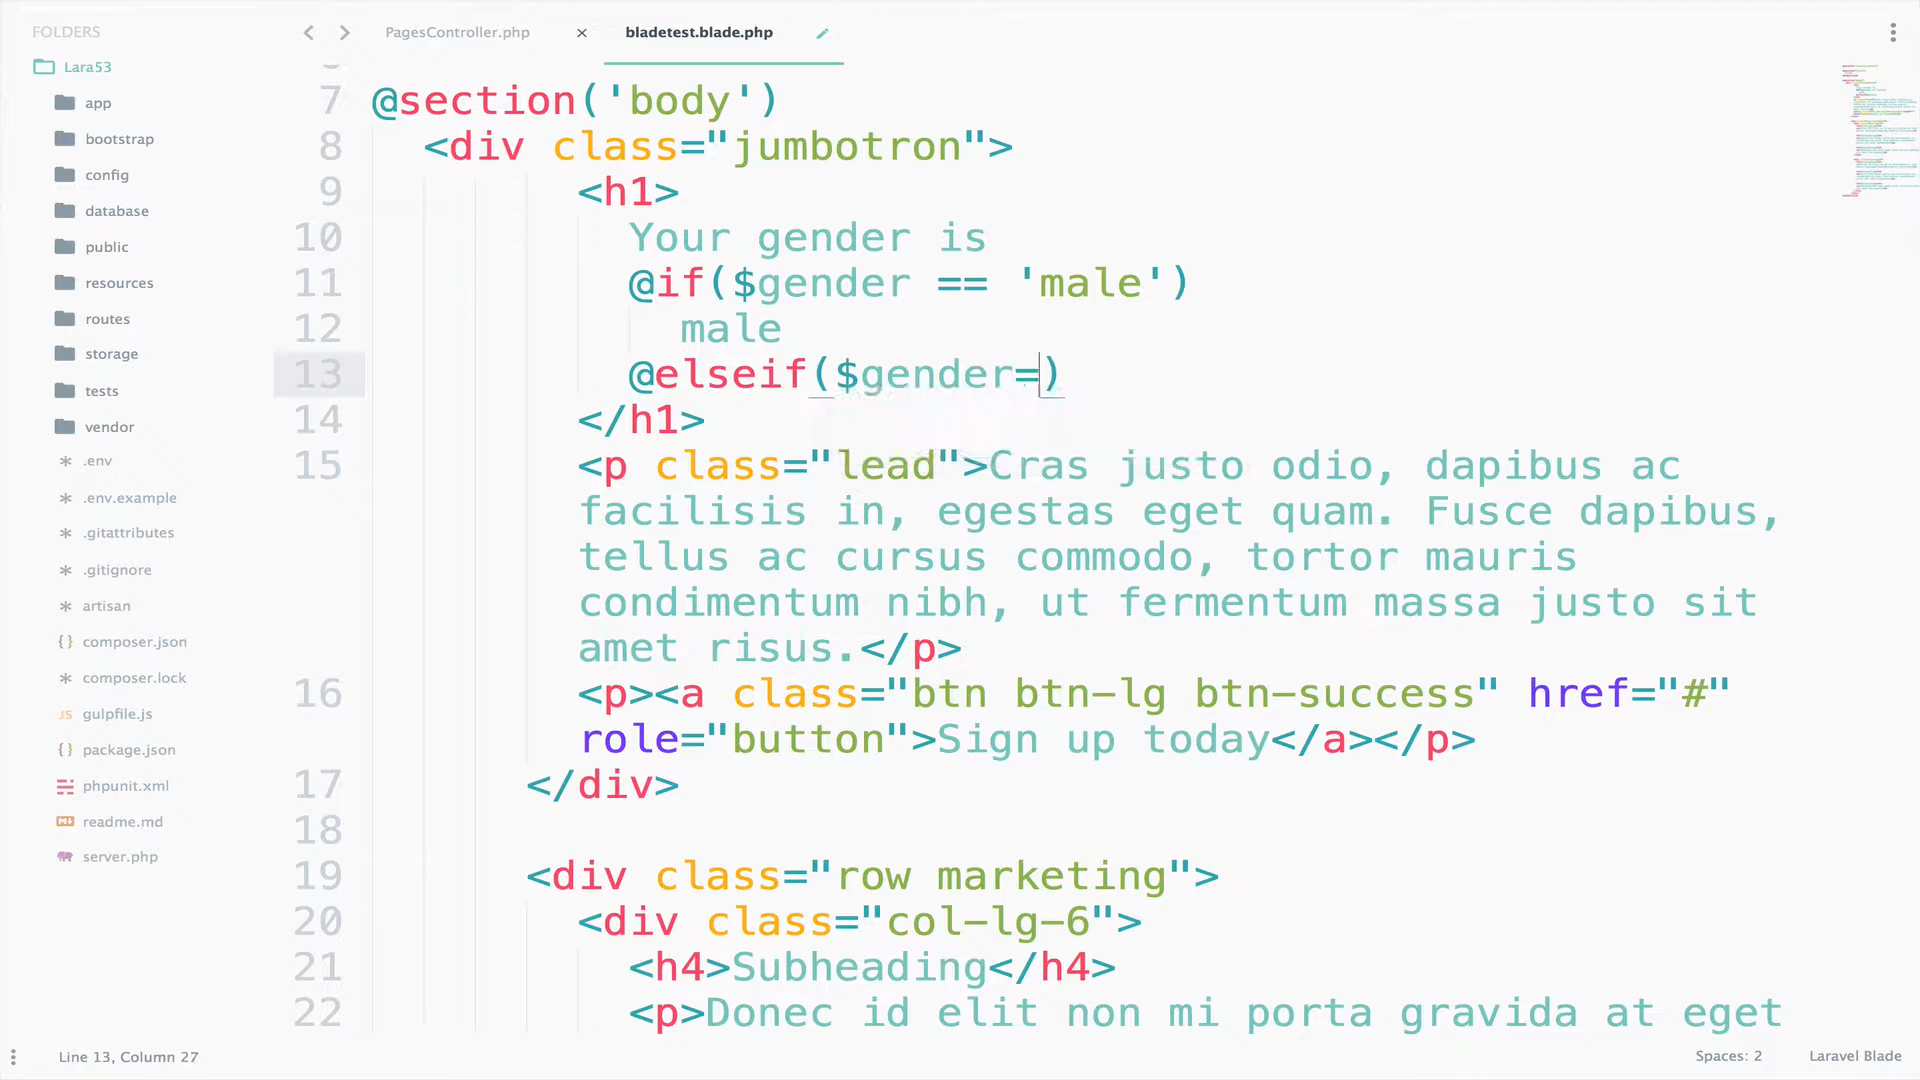 FOLDERS
Lara53
app
bootstrap
config
database
public
resources
routes
storage
tests
vendor
.env
.env.example
.gitattributes
.gitignore
artisan
composer.json
composer.lock
gulpfile.js
package.json
phpunit.xml
readme.md
server.php
PagesController.php
bladetest.blade.php
7 @section('body')
8 <div class="jumbotron">
9 <h1>
10 Your gender is
11 @if($gender == 'male')
12 male
13 @elseif($gender=)
14 </h1>
15 <p class="lead">Cras justo odio, dapibus ac
facilisis in, egestas eget quam. Fusce dapibus,
tellus ac cursus commodo, tortor mauris
condimentum nibh, ut fermentum massa justo sit
amet risus.</p>
16 <p><a class="btn btn-lg btn-success" href="#"
role="button">Sign up today</a></p>
17 </div>
18
19 <div class="row marketing">
20 <div class="col-lg-6">
21 <h4>Subheading</h4>
22 <p>Donec id elit non mi porta gravida at eget
Line 13, Column 27
Spaces: 2
Laravel Blade